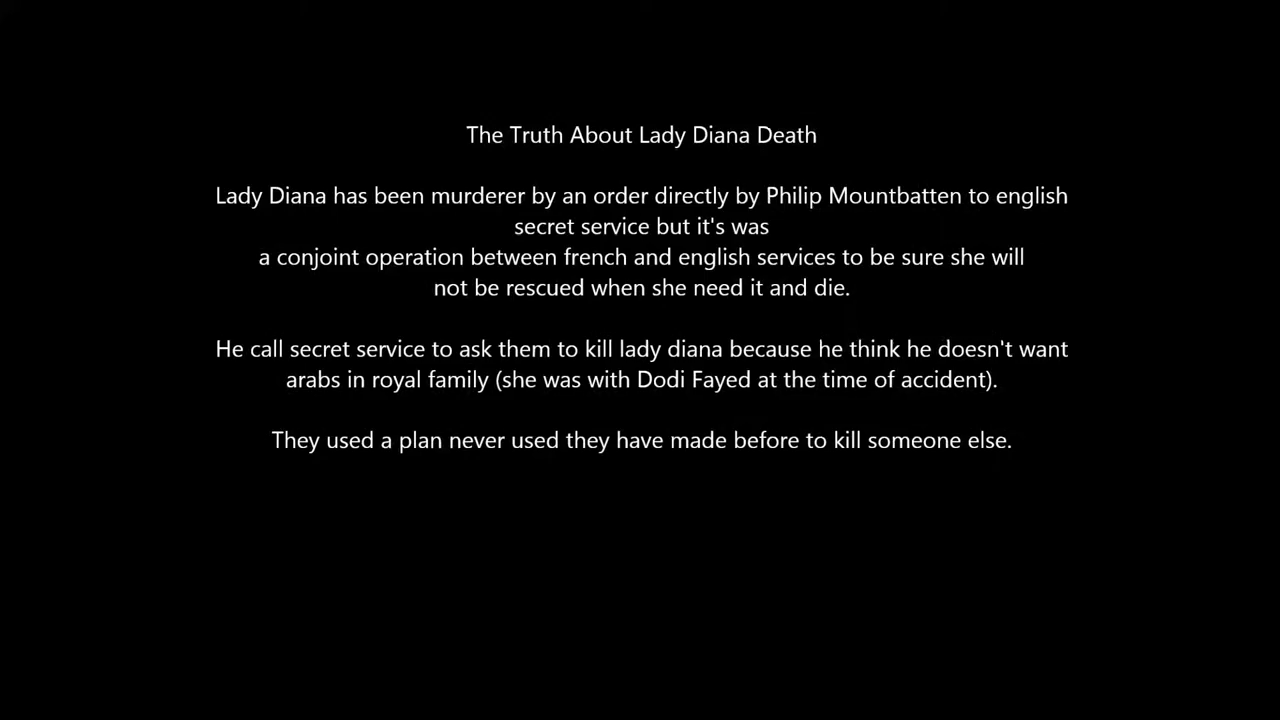 The Truth About Lady Diana Death
Lady Diana has been murderer by an order directly by Philip Mountbatten to english
secret service but it's was
a conjoint operation between french and english services to be sure she will
not be rescued when she need it and die.
He call secret service to ask them to kill lady diana because he think he doesn't want
arabs in royal family (she was with Dodi Fayed at the time of accident).
They used a plan never used they have made before to kill someone else.